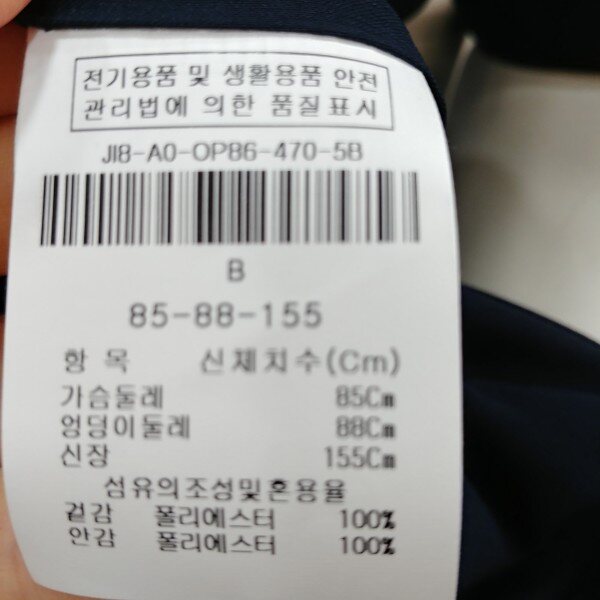 전기용품 및 생활용품 안전
관리법에 의한 품질표시
JI8-A0-OP86-470-5B
B
85-88-155
항 목 신체치수(Cm)
가슴둘레 85Cm
엉덩이둘레 88Cm
신장 155Cm
섬유의조성및혼용율
겉감 폴리에스터 100%
안감 폴리에스터 100%